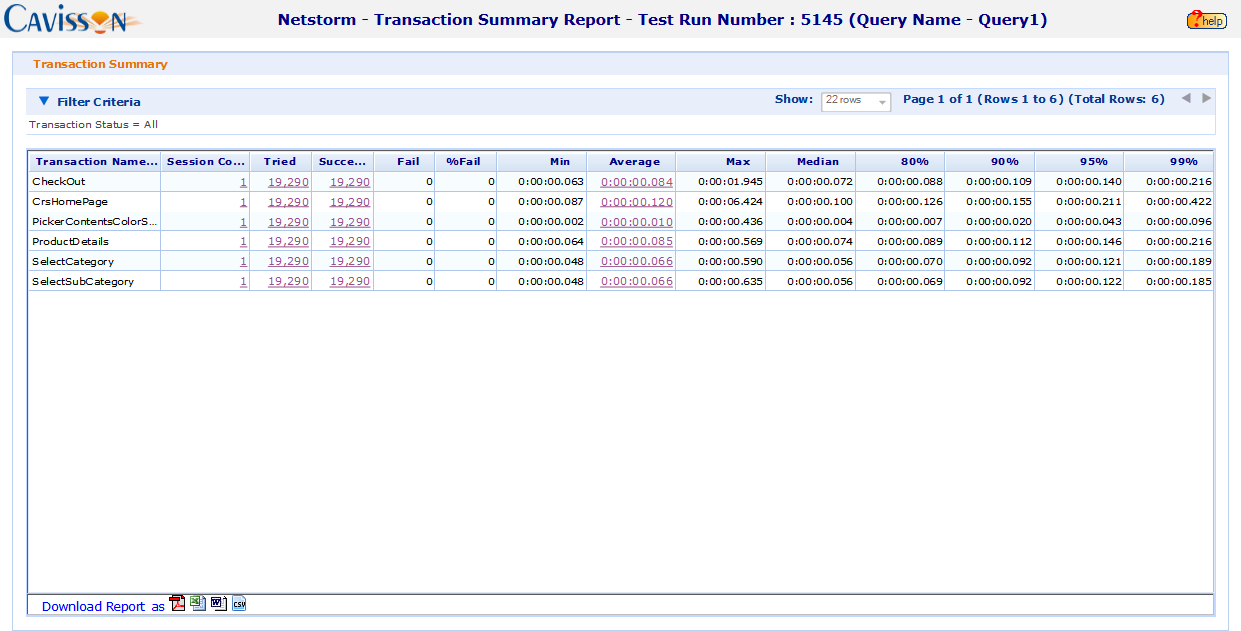 CAVISSON
Netstorm - Transaction Summary Report - Test Run Number : 5145 (Query Name - Query1)
? help
Transaction Summary
Filter Criteria Show: 22 rows Page 1 of 1 (Rows 1 to 6) (Total Rows: 6)
Transaction Status = All
Transaction Name... Session Co... Tried Succe... Fail %Fail Min Average Max Median 80% 90% 95% 99%
CheckOut 1 19,290 19,290 0 0 0:00:00.063 0:00:00.084 0:00:01.945 0:00:00.072 0:00:00.088 0:00:00.109 0:00:00.140 0:00:00.216
CrsHomePage 1 19,290 19,290 0 0 0:00:00.087 0:00:00.120 0:00:06.424 0:00:00.100 0:00:00.126 0:00:00.155 0:00:00.211 0:00:00.422
PickerContentsColorS... 1 19,290 19,290 0 0 0:00:00.002 0:00:00.010 0:00:00.436 0:00:00.004 0:00:00.007 0:00:00.020 0:00:00.043 0:00:00.096
ProductDetails 1 19,290 19,290 0 0 0:00:00.064 0:00:00.085 0:00:00.569 0:00:00.074 0:00:00.089 0:00:00.112 0:00:00.146 0:00:00.216
SelectCategory 1 19,290 19,290 0 0 0:00:00.048 0:00:00.066 0:00:00.590 0:00:00.056 0:00:00.070 0:00:00.092 0:00:00.121 0:00:00.189
SelectSubCategory 1 19,290 19,290 0 0 0:00:00.048 0:00:00.066 0:00:00.635 0:00:00.056 0:00:00.069 0:00:00.092 0:00:00.122 0:00:00.185
Download Report as CSV